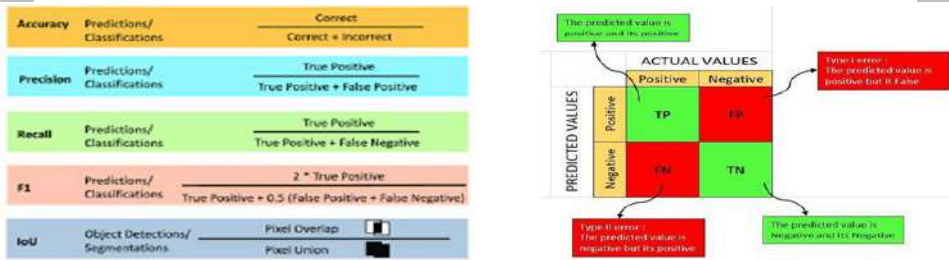 Accuracy Predictions/ Classifications
Correct
Correct + Incorrect
Precision Predictions/ Classifications
True Positive
True Positive + False Positive
Recall Predictions/ Classifications
True Positive
True Positive + False Negative
F1 Predictions/ Classifications
2 * True Positive
True Positive + 0.5 (False Positive + False Negative)
IoU Object Detections/ Segmentations
Pixel Overlap
Pixel Union
The predicted value is
positive and its positive
ACTUAL VALUES
Positive Negative
PREDICTED VALUES
Positive
Negative
TP FP
FN TN
Type I error :
The predicted value is
positive but it False
Type II error :
The predicted value is
negative but its positive
The predicted value is
Negative and its Negative